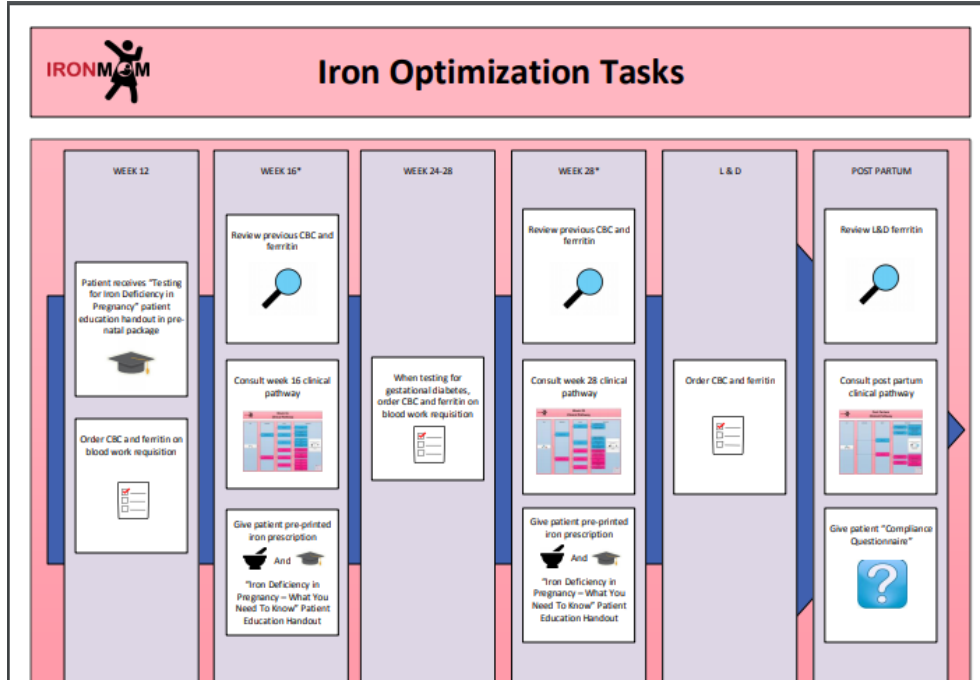 IRONMOM
Iron Optimization Tasks
WEEK 12
Patient receives "Testing
for Iron Deficiency in
Pregnancy" patient
education handout in pre-
natal package
Order CBC and ferritin on
blood work requisition
WEEK 16*
Review previous CBC and
ferrritin
Consult week 16 clinical
pathway
Give patient pre-printed
iron prescription
And
"Iron Deficiency in
Pregnancy – What You
Need To Know" Patient
Education Handout
WEEK 24-28
When testing for
gestational diabetes,
order CBC and ferritin on
blood work requisition
WEEK 28*
Review previous CBC and
ferrritin
Consult week 28 clinical
pathway
Give patient pre-printed
iron prescription
And
"Iron Deficiency in
Pregnancy – What You
Need To Know" Patient
Education Handout
L & D
Order CBC and ferritin
POST PARTUM
Review L&D ferrritin
Consult post partum
clinical pathway
Give patient "Compliance
Questionnaire"
?